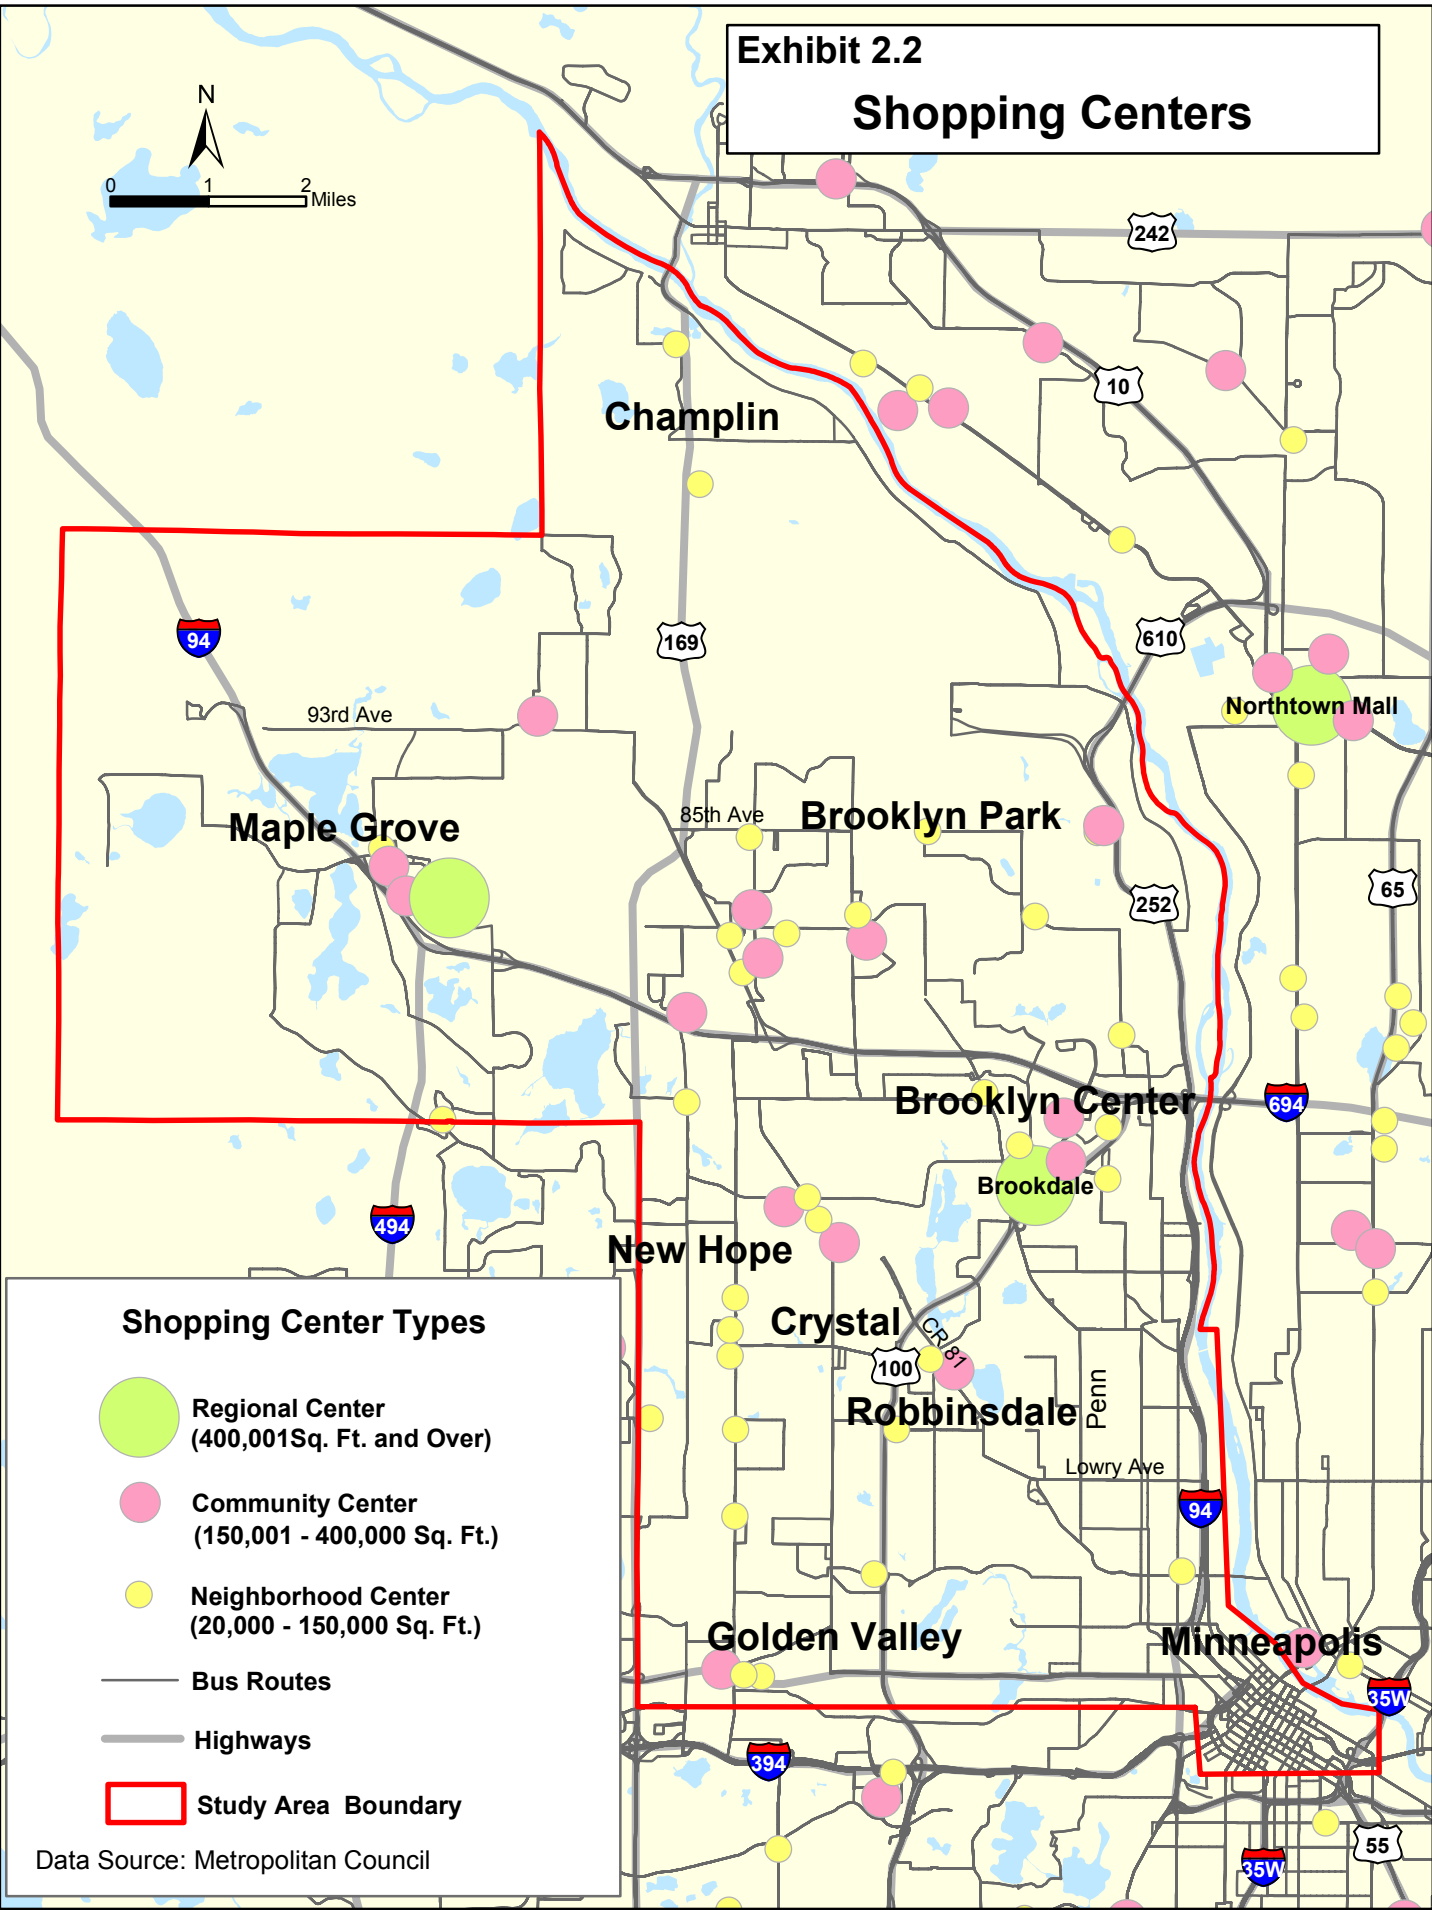 Exhibit 2.2
Shopping Centers
N
0 1 2
Miles
242
10
Champlin
94
169
610
93rd Ave
Northtown Mall
85th Ave
Brooklyn Park
Maple Grove
65
252
Brooklyn Center
694
Brookdale
494
New Hope
Crystal
CR 81
100
Penn
Robbinsdale
Lowry Ave
94
Golden Valley
Minneapolis
35W
394
55
35W
Shopping Center Types
Regional Center
(400,001Sq. Ft. and Over)
Community Center
(150,001 - 400,000 Sq. Ft.)
Neighborhood Center
(20,000 - 150,000 Sq. Ft.)
Bus Routes
Highways
Study Area Boundary
Data Source: Metropolitan Council